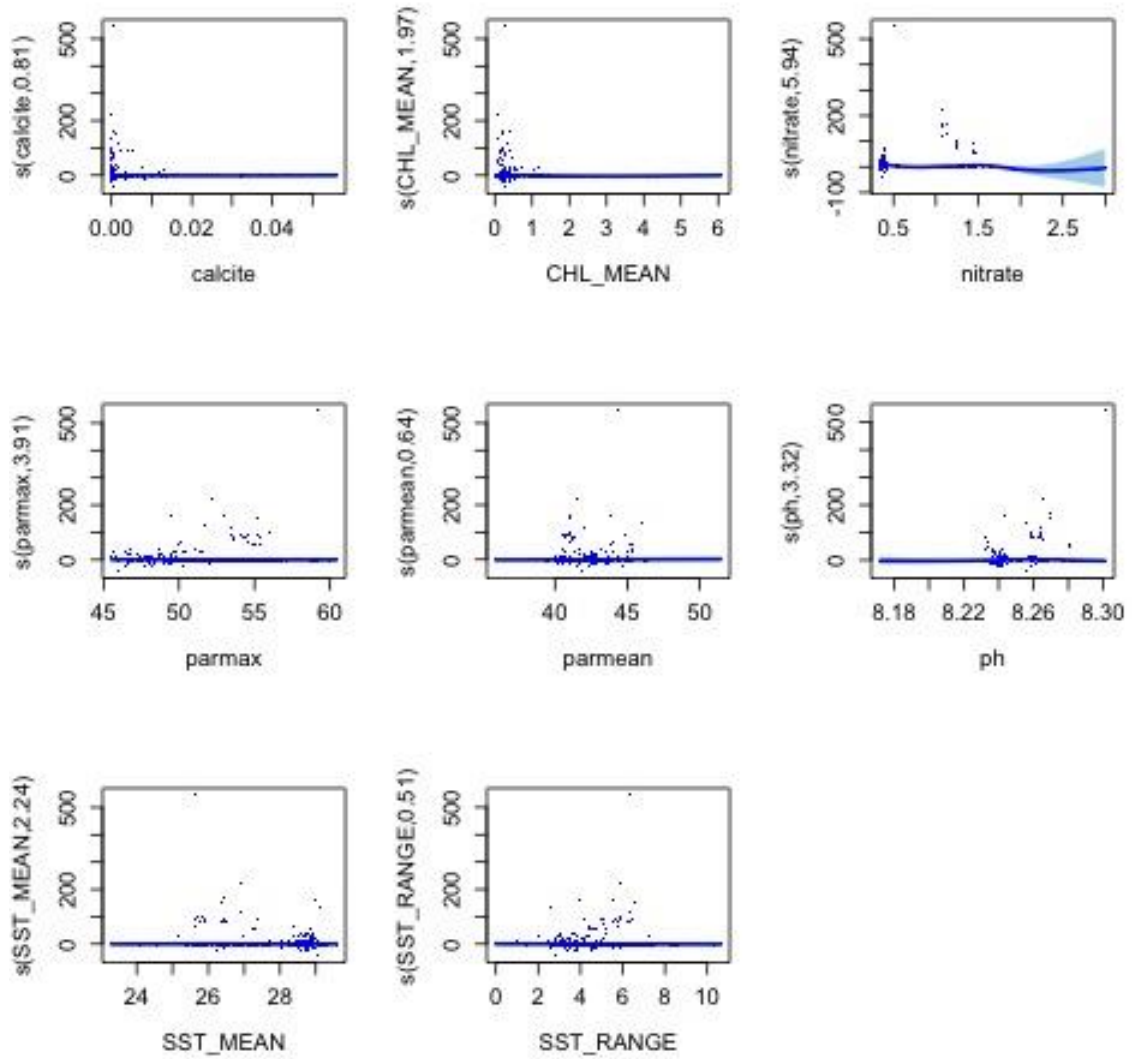 s(calcite,0.81)
500
200
0
0.00 0.02 0.04
calcite
s(CHL_MEAN,1.97)
500
200
0
0 1 2 3 4 5 6
CHL_MEAN
s(nitrate,5.94)
500
200
-100
0.5 1.5 2.5
nitrate
s(parmax,3.91)
500
200
0
45 50 55 60
parmax
s(parmean,0.64)
500
200
0
40 45 50
parmean
s(ph,3.32)
500
200
0
8.18 8.22 8.26 8.30
ph
s(SST_MEAN,2.24)
500
200
0
24 26 28
SST_MEAN
s(SST_RANGE,0.51)
500
200
0
0 2 4 6 8 10
SST_RANGE